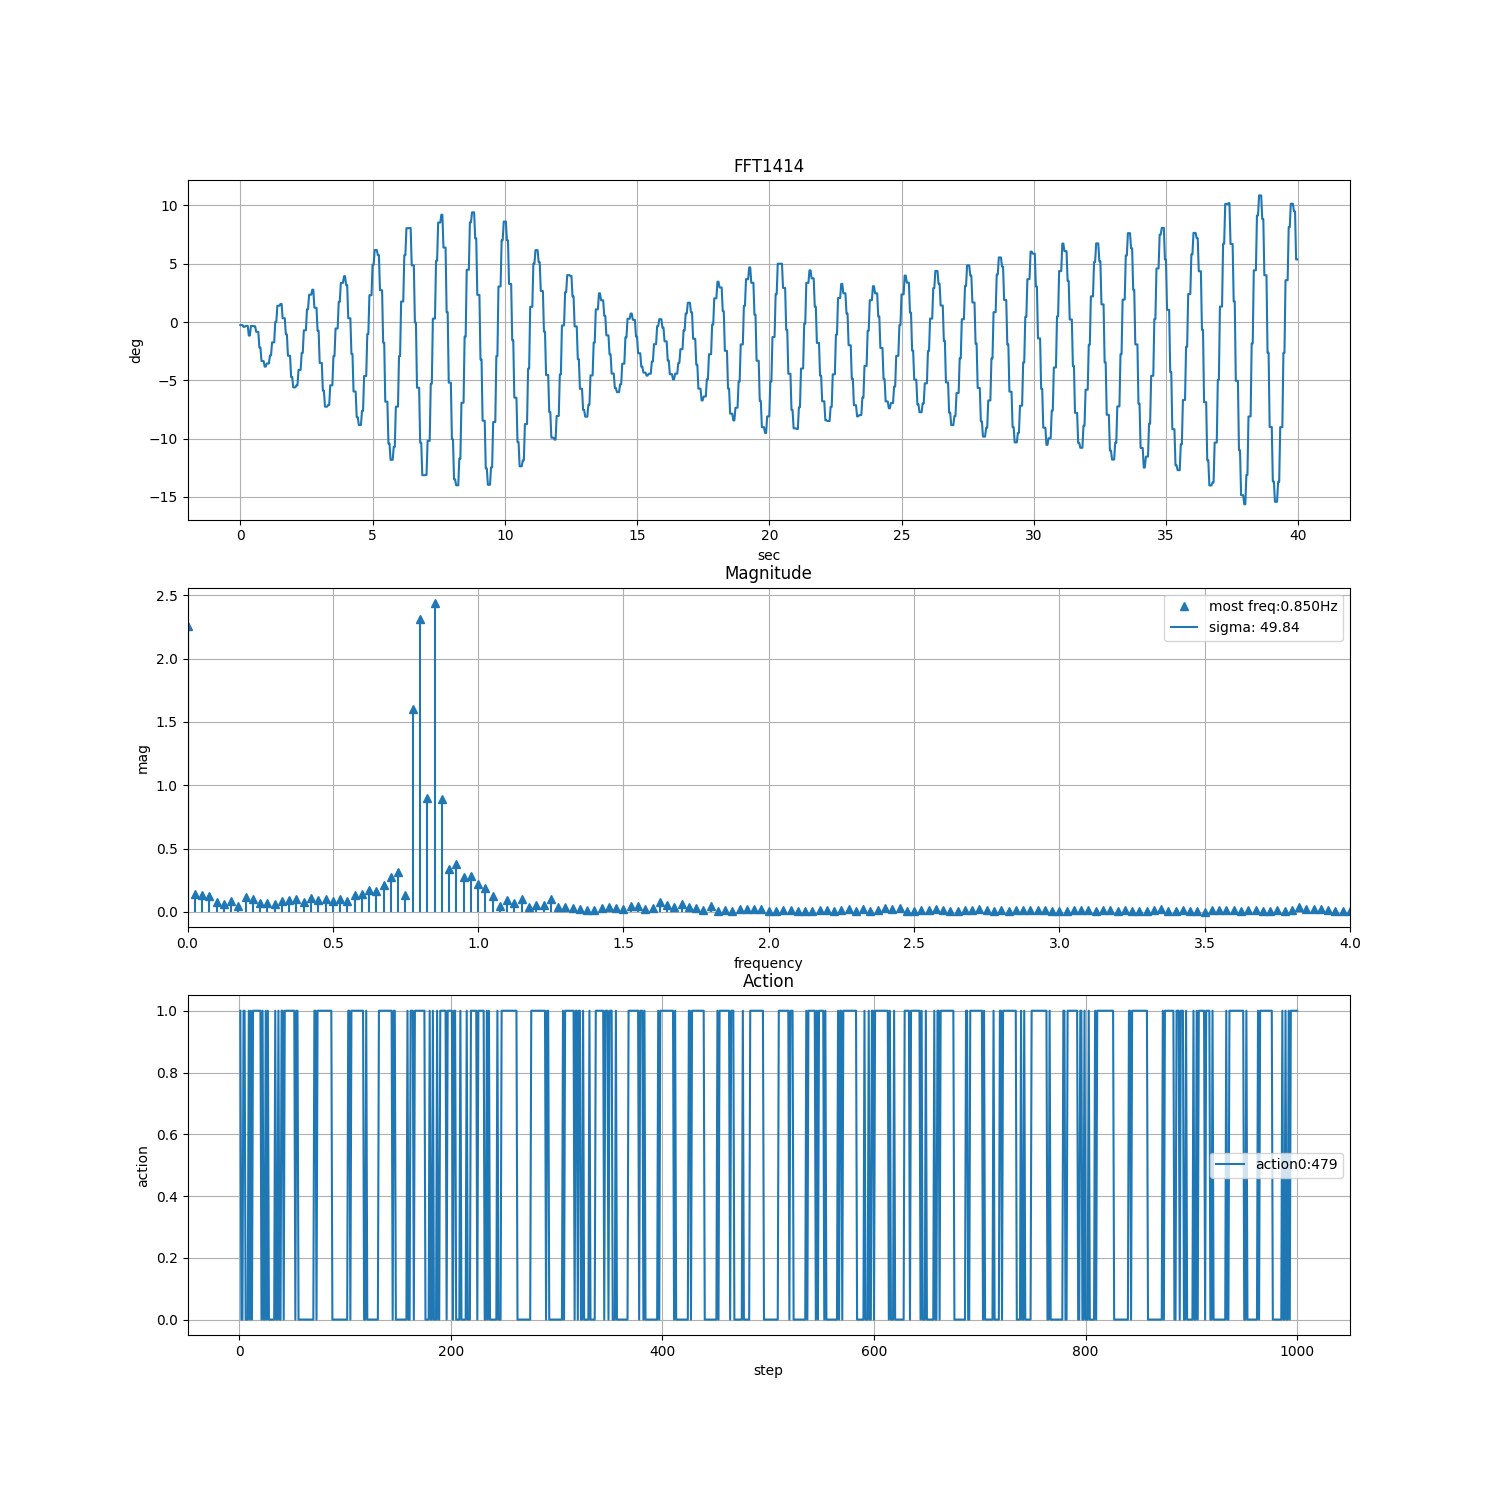 FFT1414
10
5
0
−5
−10
−15
deg
0 5 10 15 20 25 30 35 40
sec
Magnitude
2.5
2.0
1.5
1.0
0.5
0.0
mag
most freq:0.850Hz
sigma: 49.84
0.0 0.5 1.0 1.5 2.0 2.5 3.0 3.5 4.0
frequency
Action
1.0
0.8
0.6
0.4
0.2
0.0
action
action0:479
0 200 400 600 800 1000
step